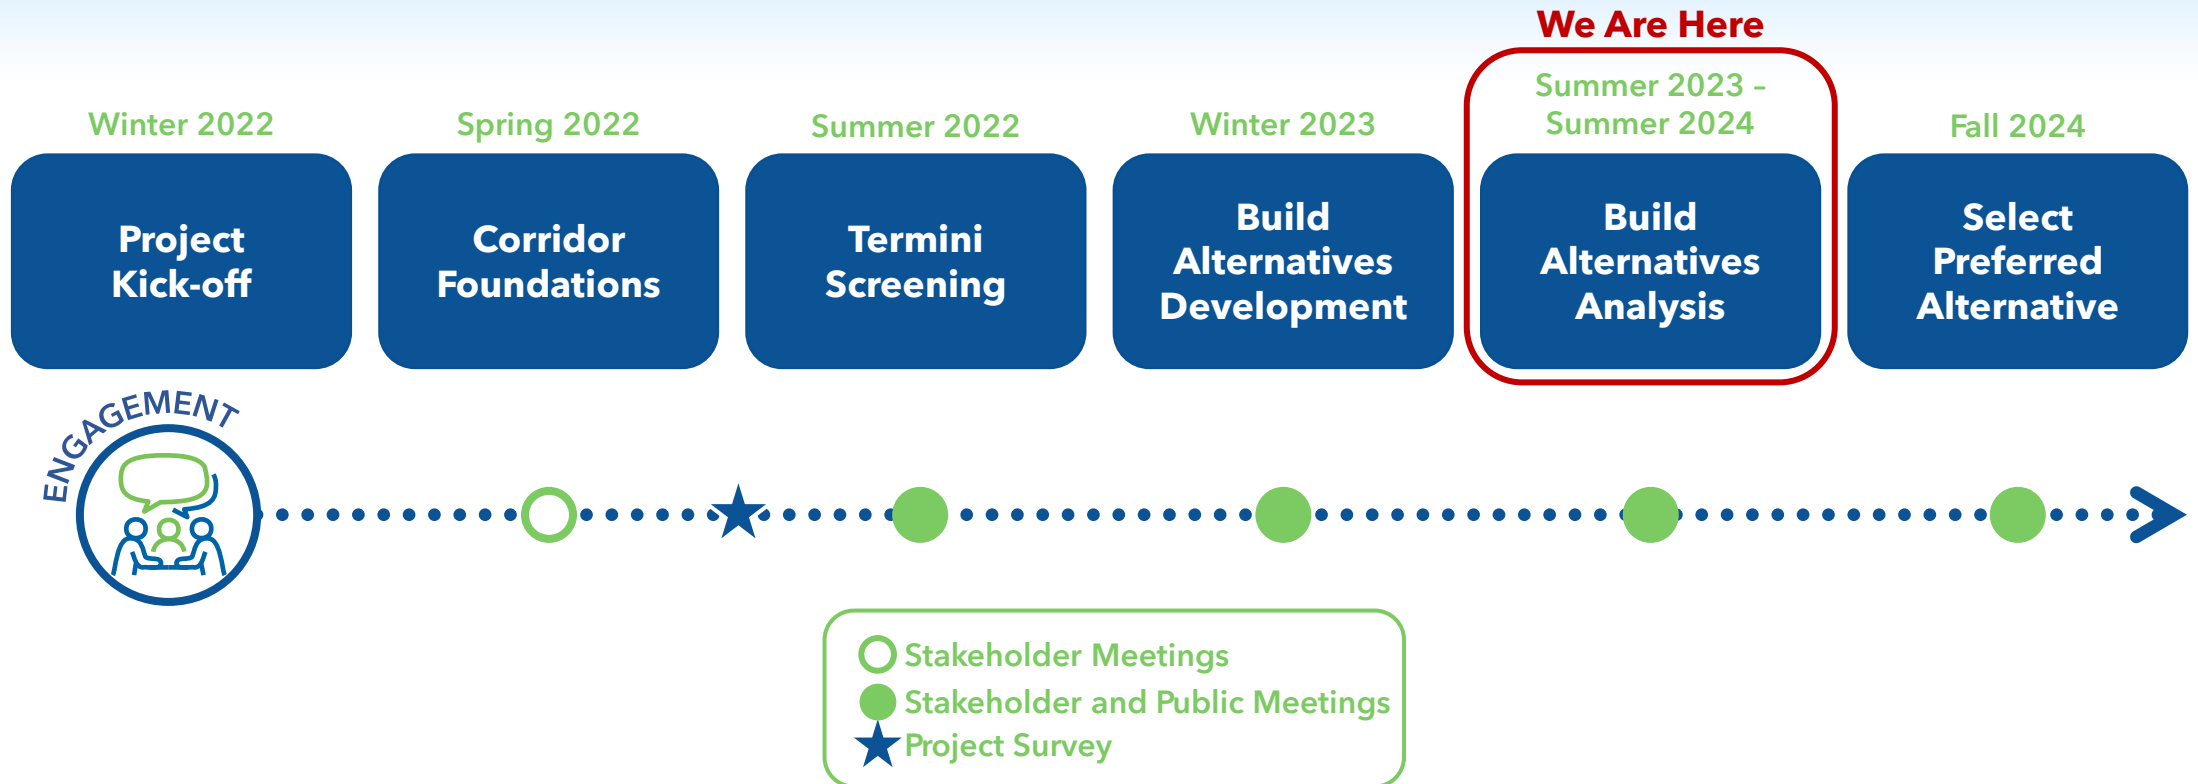 We Are Here
Winter 2022
Spring 2022
Summer 2022
Winter 2023
Summer 2023 –
Summer 2024
Fall 2024
Project
Kick-off
Corridor
Foundations
Termini
Screening
Build
Alternatives
Development
Build
Alternatives
Analysis
Select
Preferred
Alternative
ENGAGEMENT
Stakeholder Meetings
Stakeholder and Public Meetings
Project Survey